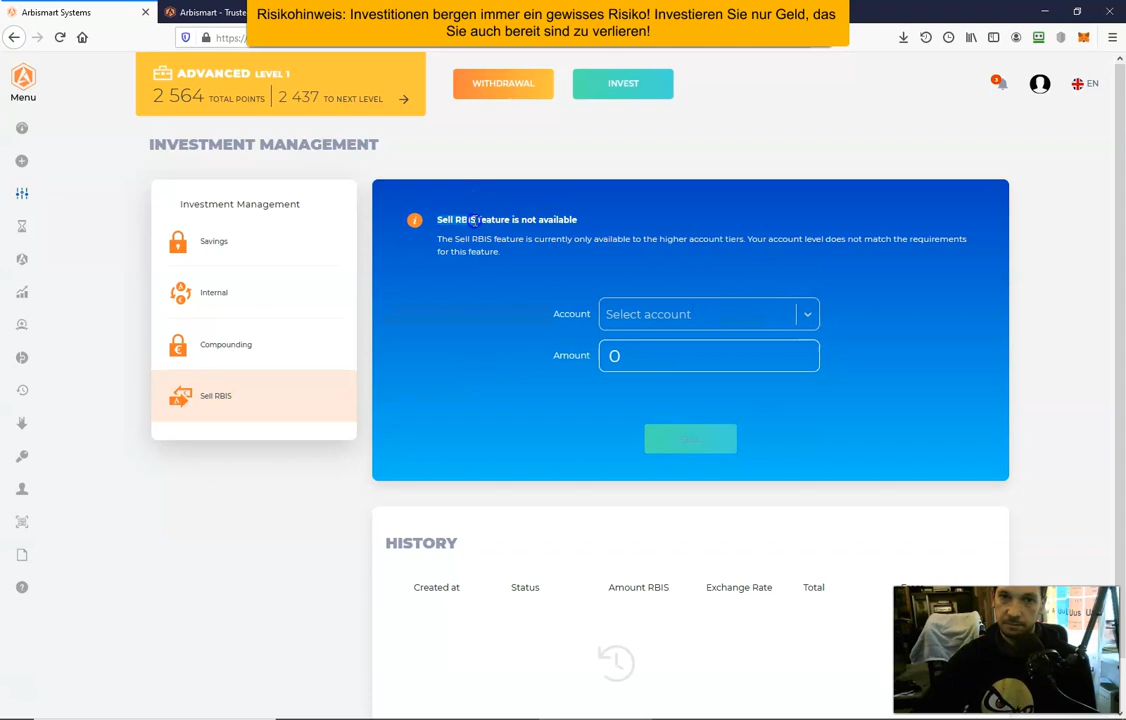 Arbismart Systems
Arbismart - Truste
Risikohinweis: Investitionen bergen immer ein gewisses Risiko! Investieren Sie nur Geld, das
Sie auch bereit sind zu verlieren!
https:/
Menu
ADVANCED LEVEL 1
2 564 TOTAL POINTS 2 437 TO NEXT LEVEL
WITHDRAWAL
INVEST
3
EN
INVESTMENT MANAGEMENT
Investment Management
Savings
Internal
Compounding
Sell RBIS
Sell RBIS feature is not available
The Sell RBIS feature is currently only available to the higher account tiers. Your account level does not match the requirements
for this feature.
Account
Select account
Amount
0
HISTORY
Created at
Status
Amount RBIS
Exchange Rate
Total